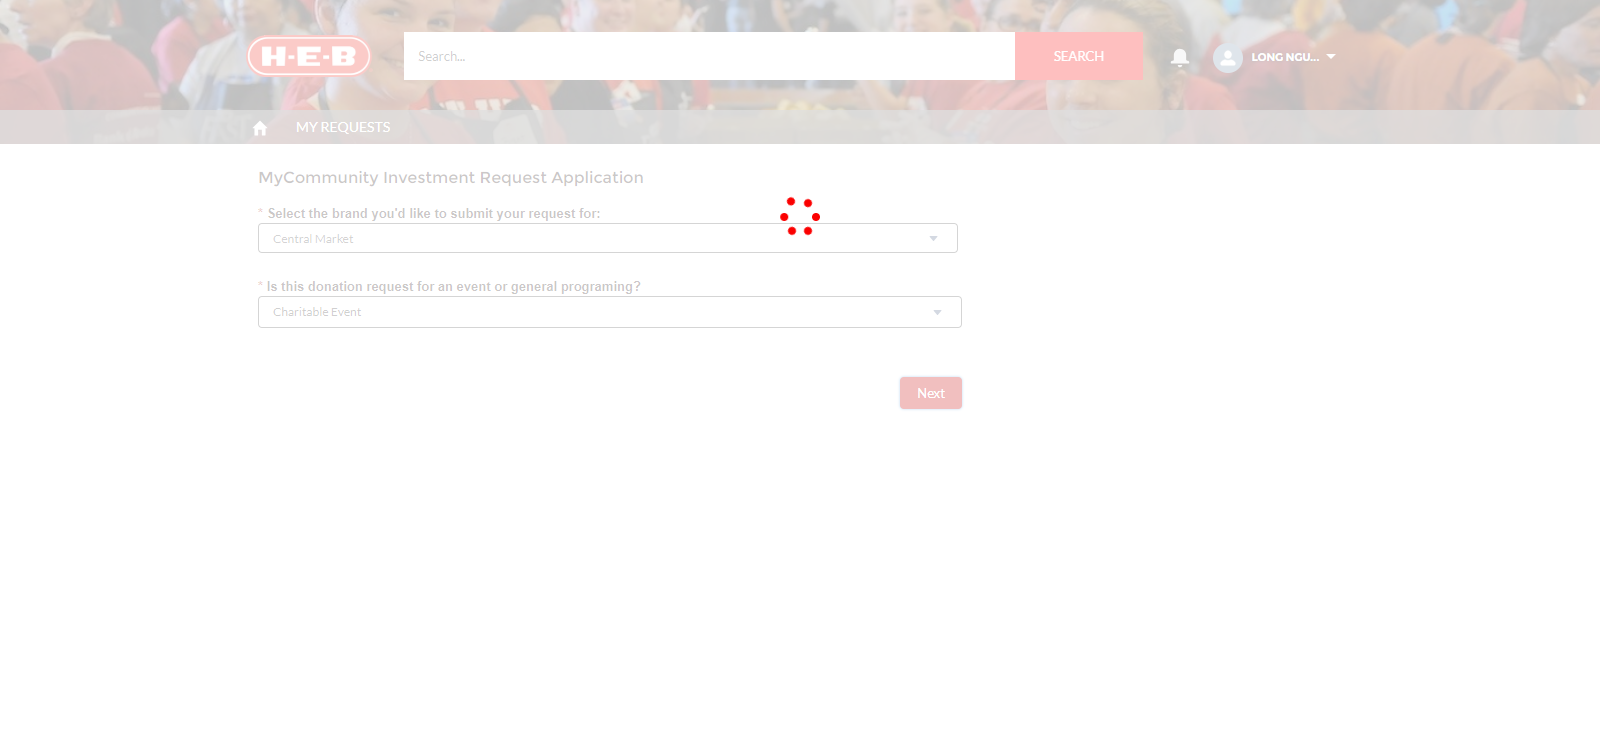 H-E-B
Search...
SEARCH
LONG NGU...
MY REQUESTS
MyCommunity Investment Request Application
* Select the brand you'd like to submit your request for:
Central Market
* Is this donation request for an event or general programing?
Charitable Event
Next